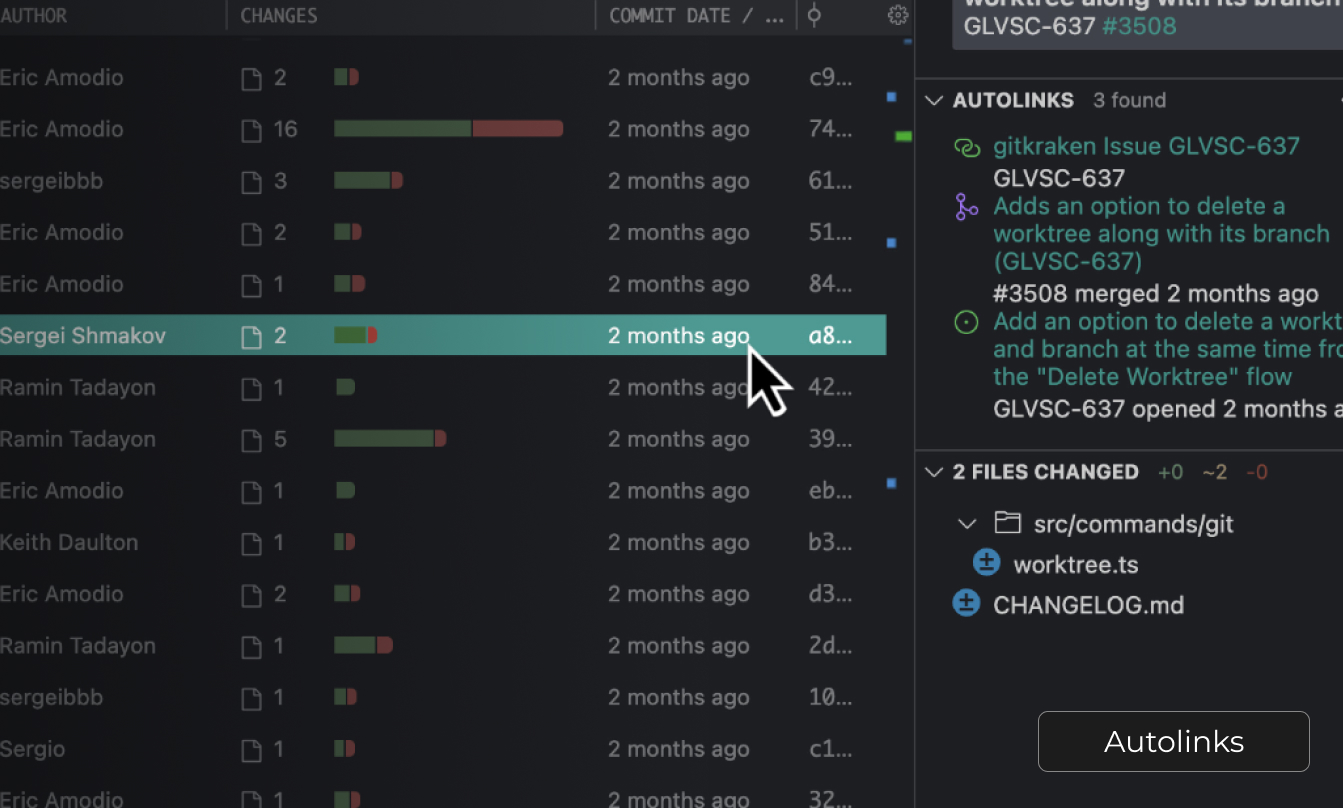 AUTHOR CHANGES COMMIT DATE / ...
Eric Amodio 2 2 months ago c9...
Eric Amodio 16 2 months ago 74...
sergeibbb 3 2 months ago 61...
Eric Amodio 2 2 months ago 51...
Eric Amodio 1 2 months ago 84...
Sergei Shmakov 2 2 months ago a8...
Ramin Tadayon 1 2 months ago 42...
Ramin Tadayon 5 2 months ago 39...
Eric Amodio 1 2 months ago eb...
Keith Daulton 1 2 months ago b3...
Eric Amodio 2 2 months ago d3...
Ramin Tadayon 1 2 months ago 2d...
sergeibbb 1 2 months ago 10...
Sergio 1 2 months ago c1...
Eric Amodio 1 2 months ago 32...
worktree along with its branch
GLVSC-637 #3508
AUTOLINKS 3 found
gitkraken Issue GLVSC-637
GLVSC-637
Adds an option to delete a
worktree along with its branch
(GLVSC-637)
#3508 merged 2 months ago
Add an option to delete a workt
and branch at the same time fro
the "Delete Worktree" flow
GLVSC-637 opened 2 months a
2 FILES CHANGED +0 ~2 -0
src/commands/git
worktree.ts
CHANGELOG.md
Autolinks